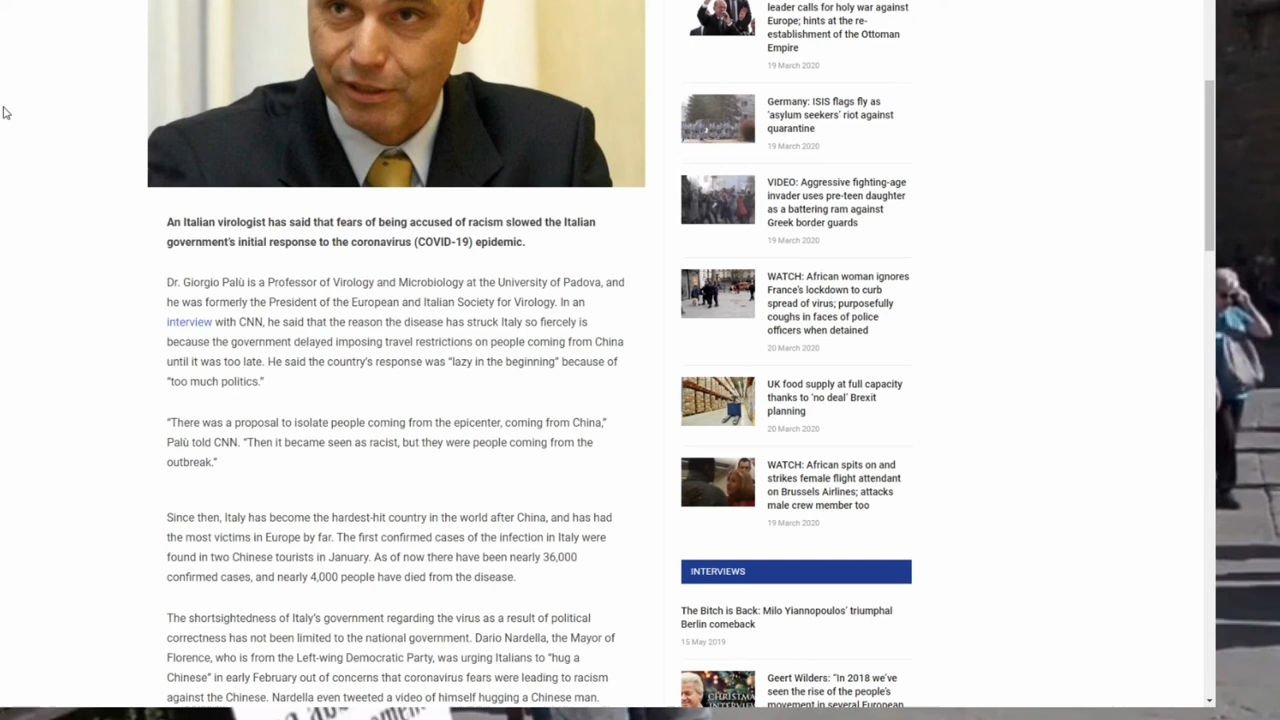 leader calls for holy war against
Europe; hints at the re-
establishment of the Ottoman
Empire
19 March 2020
Germany: ISIS flags fly as
'asylum seekers' riot against
quarantine
19 March 2020
VIDEO: Aggressive fighting-age
invader uses pre-teen daughter
as a battering ram against
Greek border guards
19 March 2020
WATCH: African woman ignores
France's lockdown to curb
spread of virus; purposefully
coughs in faces of police
officers when detained
20 March 2020
UK food supply at full capacity
thanks to 'no deal' Brexit
planning
20 March 2020
WATCH: African spits on and
strikes female flight attendant
on Brussels Airlines; attacks
male crew member too
19 March 2020
INTERVIEWS
The Bitch is Back: Milo Yiannopoulos' triumphal
Berlin comeback
15 May 2019
Geert Wilders: "In 2018 we've
seen the rise of the people's
movement in several European
CHRISTMAS
INTERVIEW
An Italian virologist has said that fears of being accused of racism slowed the Italian
government's initial response to the coronavirus (COVID-19) epidemic.
Dr. Giorgio Palù is a Professor of Virology and Microbiology at the University of Padova, and
he was formerly the President of the European and Italian Society for Virology. In an
interview with CNN, he said that the reason the disease has struck Italy so fiercely is
because the government delayed imposing travel restrictions on people coming from China
until it was too late. He said the country's response was "lazy in the beginning" because of
"too much politics."
"There was a proposal to isolate people coming from the epicenter, coming from China,"
Palù told CNN. "Then it became seen as racist, but they were people coming from the
outbreak."
Since then, Italy has become the hardest-hit country in the world after China, and has had
the most victims in Europe by far. The first confirmed cases of the infection in Italy were
found in two Chinese tourists in January. As of now there have been nearly 36,000
confirmed cases, and nearly 4,000 people have died from the disease.
The shortsightedness of Italy's government regarding the virus as a result of political
correctness has not been limited to the national government. Dario Nardella, the Mayor of
Florence, who is from the Left-wing Democratic Party, was urging Italians to "hug a
Chinese" in early February out of concerns that coronavirus fears were leading to racism
against the Chinese. Nardella even tweeted a video of himself hugging a Chinese man.